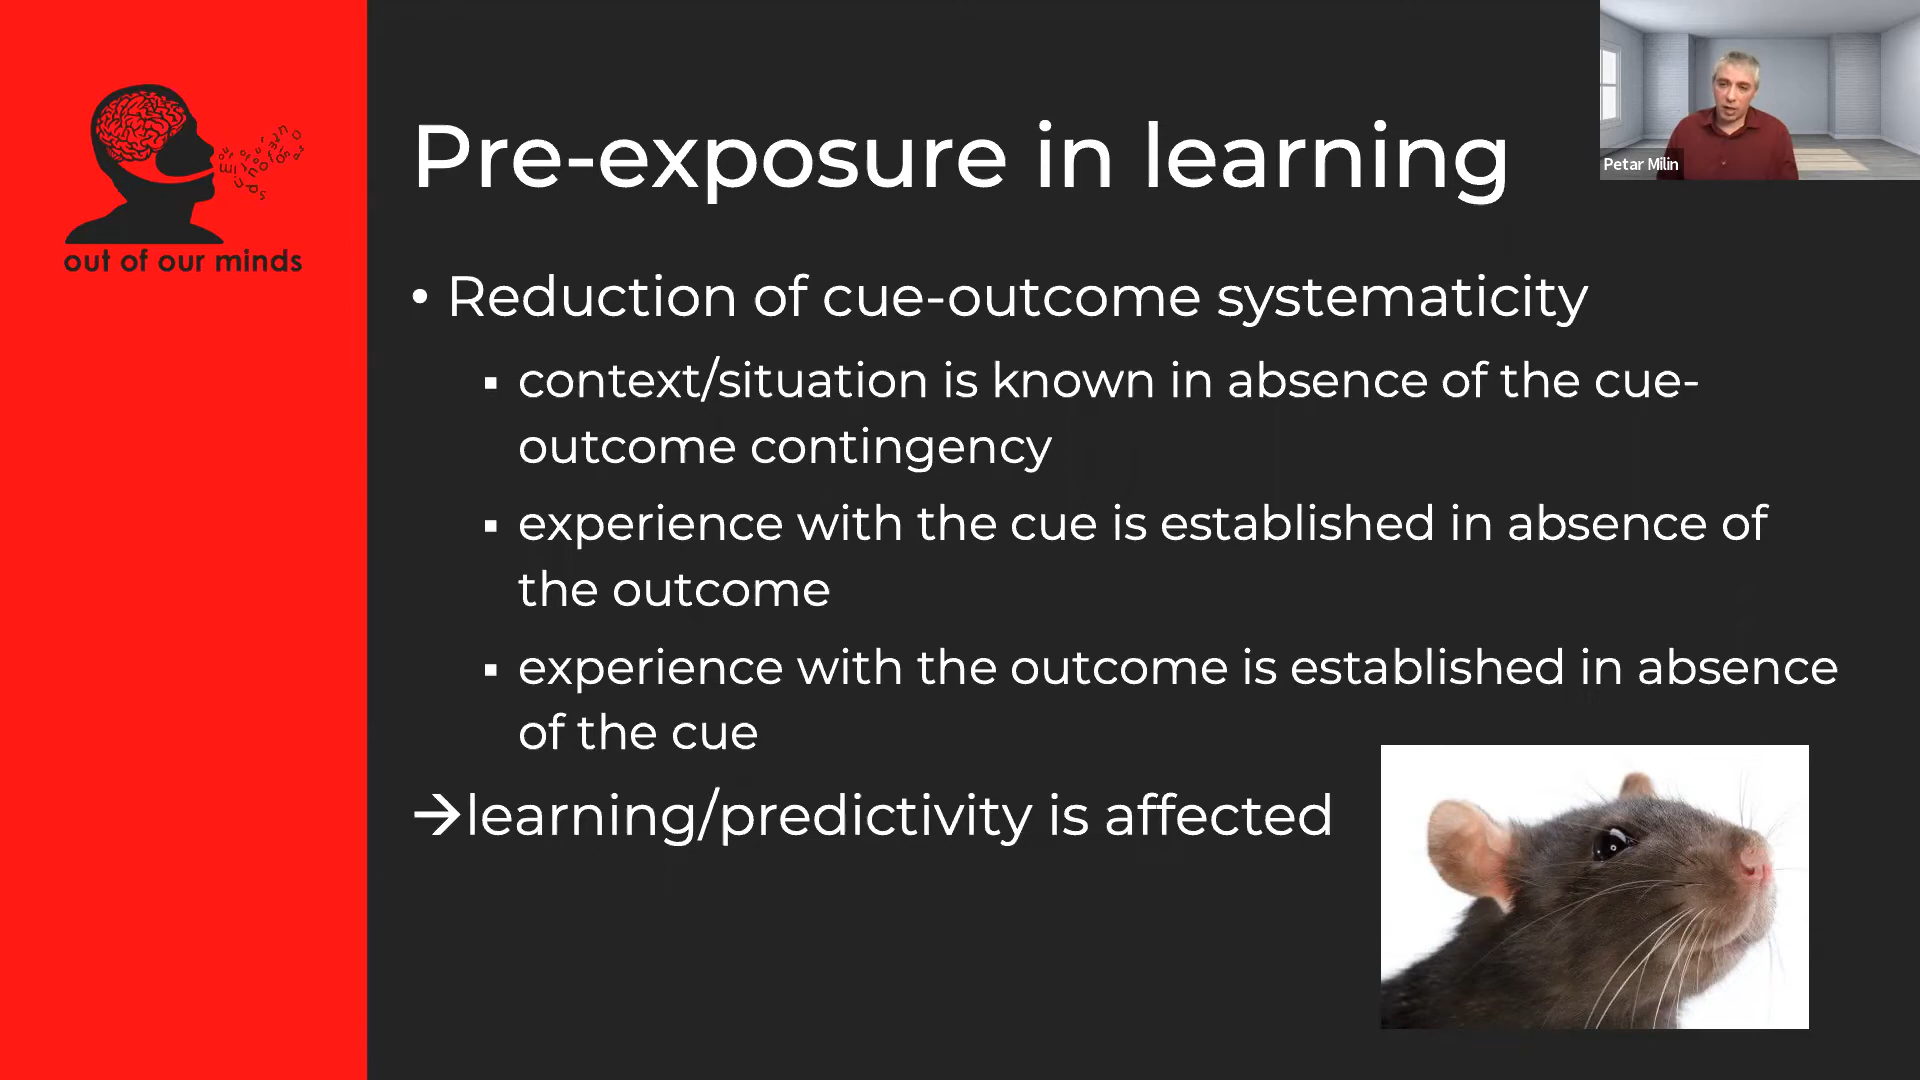 Pre-exposure in learning
Petar Milin
out of our minds
• Reduction of cue-outcome systematicity
▪ context/situation is known in absence of the cue-
outcome contingency
▪ experience with the cue is established in absence of
the outcome
▪ experience with the outcome is established in absence
of the cue
→learning/predictivity is affected